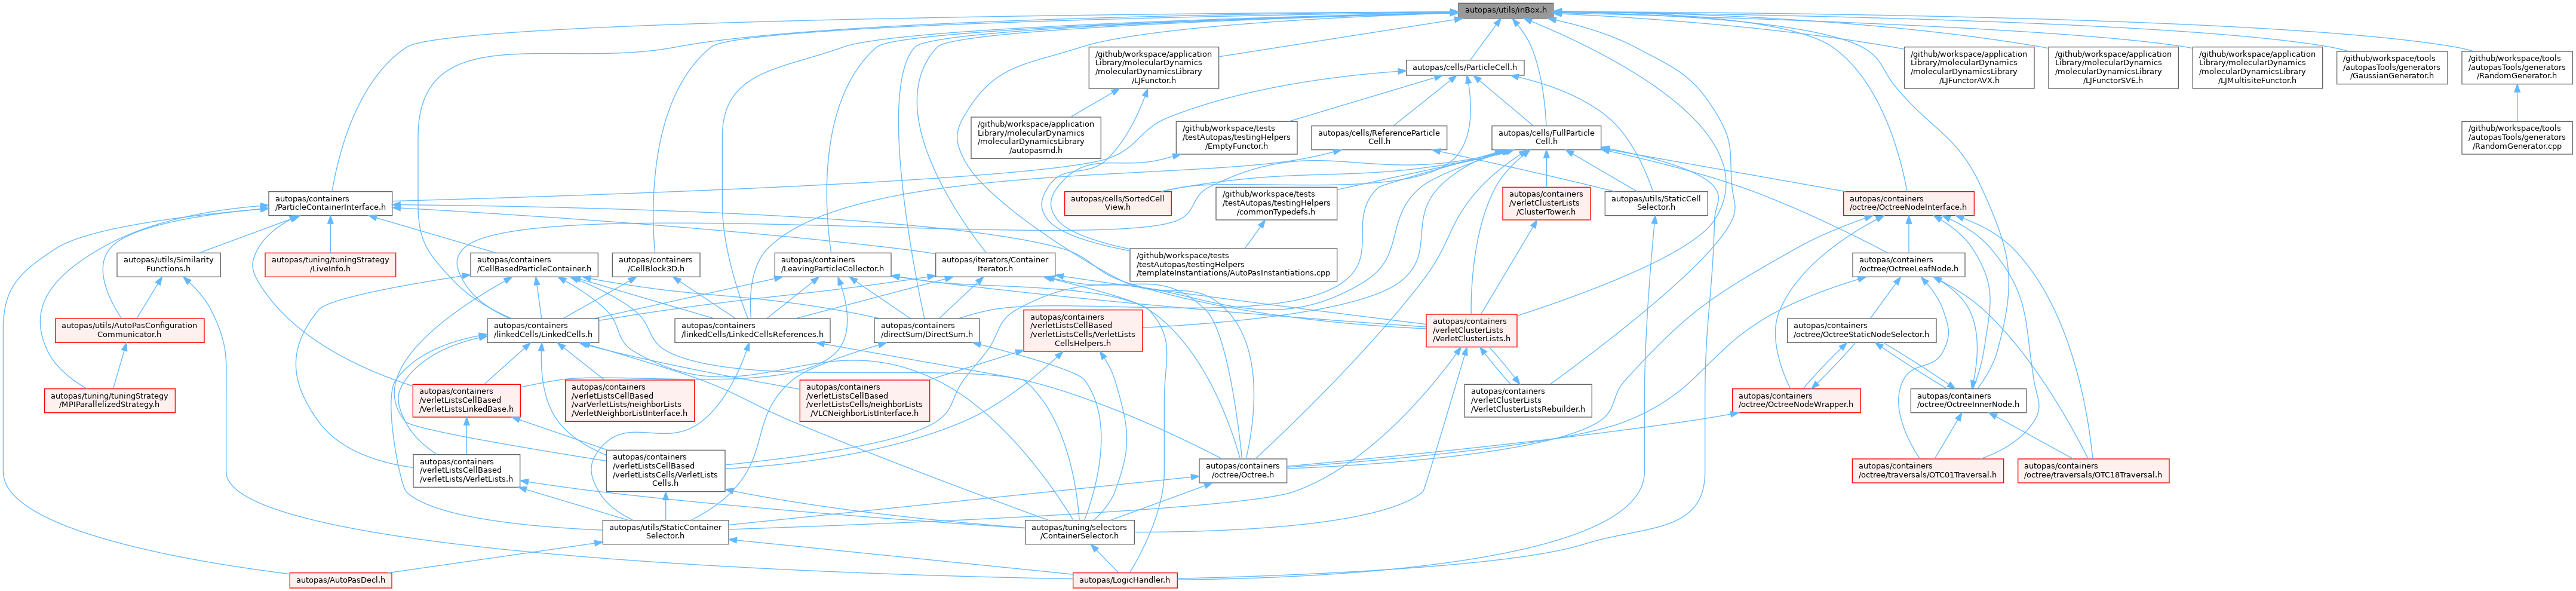 autopas/utils/inBox.h
/github/workspace/application
Library/molecularDynamics
/molecularDynamicsLibrary
/LJFunctor.h
autopas/cells/ParticleCell.h
/github/workspace/application
Library/molecularDynamics
/molecularDynamicsLibrary
/LJFunctorAVX.h
/github/workspace/application
Library/molecularDynamics
/molecularDynamicsLibrary
/LJFunctorSVE.h
/github/workspace/application
Library/molecularDynamics
/molecularDynamicsLibrary
/LJMultisiteFunctor.h
/github/workspace/tools
/autopasTools/generators
/GaussianGenerator.h
/github/workspace/tools
/autopasTools/generators
/RandomGenerator.h
/github/workspace/application
Library/molecularDynamics
/molecularDynamicsLibrary
/autopasmd.h
/github/workspace/tests
/testAutopas/testingHelpers
/EmptyFunctor.h
autopas/cells/ReferenceParticle
Cell.h
autopas/cells/FullParticle
Cell.h
/github/workspace/tools
/autopasTools/generators
/RandomGenerator.cpp
autopas/containers
/ParticleContainerInterface.h
autopas/cells/SortedCell
View.h
/github/workspace/tests
/testAutopas/testingHelpers
/commonTypedefs.h
autopas/containers
/verletClusterLists
/ClusterTower.h
autopas/utils/StaticCell
Selector.h
autopas/containers
/octree/OctreeNodeInterface.h
autopas/utils/Similarity
Functions.h
autopas/tuning/tuningStrategy
/LiveInfo.h
autopas/containers
/CellBasedParticleContainer.h
autopas/containers
/CellBlock3D.h
autopas/containers
/LeavingParticleCollector.h
autopas/iterators/Container
Iterator.h
/github/workspace/tests
/testAutopas/testingHelpers
/templateInstantiations/AutoPasInstantiations.cpp
autopas/containers
/octree/OctreeLeafNode.h
autopas/utils/AutoPasConfiguration
Communicator.h
autopas/containers
/linkedCells/LinkedCells.h
autopas/containers
/linkedCells/LinkedCellsReferences.h
autopas/containers
/directSum/DirectSum.h
autopas/containers
/verletListsCellBased
/verletListsCells/VerletLists
CellsHelpers.h
autopas/containers
/verletClusterLists
/VerletClusterLists.h
autopas/containers
/octree/OctreeStaticNodeSelector.h
autopas/tuning/tuningStrategy
/MPIParallelizedStrategy.h
autopas/containers
/verletListsCellBased
/VerletListsLinkedBase.h
autopas/containers
/verletListsCellBased
/varVerletLists/neighborLists
/VerletNeighborListInterface.h
autopas/containers
/verletListsCellBased
/verletListsCells/neighborLists
/VLCNeighborListInterface.h
autopas/containers
/verletClusterLists
/VerletClusterListsRebuilder.h
autopas/containers
/octree/OctreeNodeWrapper.h
autopas/containers
/octree/OctreeInnerNode.h
autopas/containers
/verletListsCellBased
/verletLists/VerletLists.h
autopas/containers
/verletListsCellBased
/verletListsCells/VerletLists
Cells.h
autopas/containers
/octree/Octree.h
autopas/containers
/octree/traversals/OTC01Traversal.h
autopas/containers
/octree/traversals/OTC18Traversal.h
autopas/utils/StaticContainer
Selector.h
autopas/tuning/selectors
/ContainerSelector.h
autopas/AutoPasDecl.h
autopas/LogicHandler.h